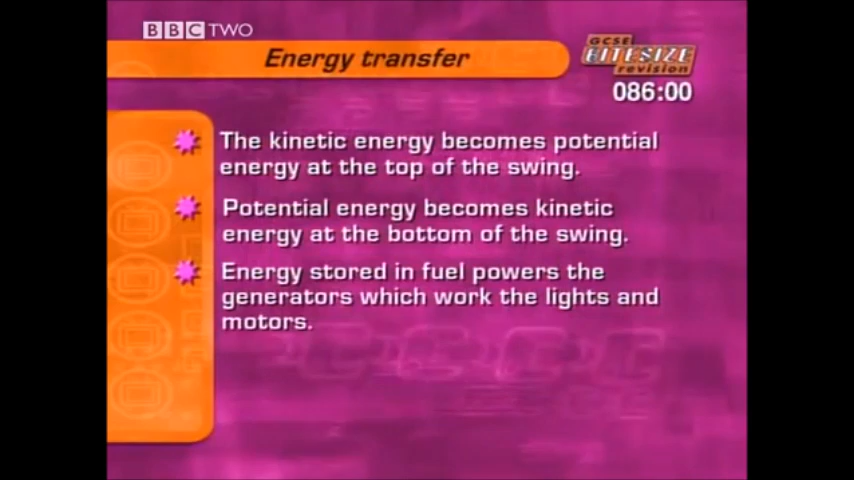 BBC TWO
Energy transfer
GCSE
BITESIZE
revision
086:00
The kinetic energy becomes potential
energy at the top of the swing.
Potential energy becomes kinetic
energy at the bottom of the swing.
Energy stored in fuel powers the
generators which work the lights and
motors.